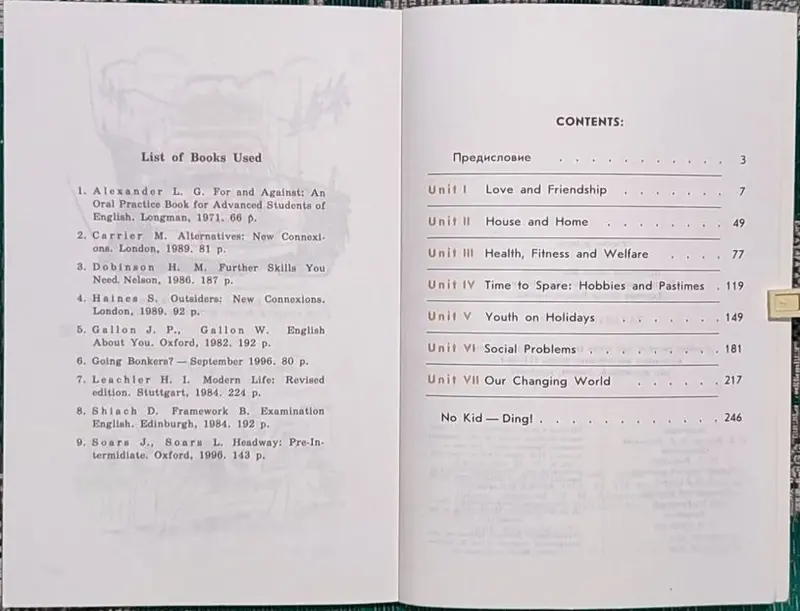 List of Books Used
1. Alexander L. G. For and Against: An
Oral Practice Book for Advanced Students of
English. Longman, 1971. 66 p.
2. Carrier M. Alternatives: New Connexi-
ons. London, 1989. 81 p.
3. Dobinson H. M. Further Skills You
Need. Nelson, 1986. 187 p.
4. Haines S. Outsiders: New Connexions.
London, 1989. 92 p.
5. Gallon J. P., Gallon W. English
About You. Oxford, 1982. 192 p.
6. Going Bonkers? — September 1996. 80 p.
7. Leachler H. I. Modern Life: Revised
edition. Stuttgart, 1984. 224 p.
8. Shiach D. Framework B. Examination
English. Edinburgh, 1984. 192 p.
9. Soars J., Soars L. Headway: Pre-In-
termidiate. Oxford, 1996. 143 p.
CONTENTS:
Предисловие . . . . . . . . . . . 3
Unit I Love and Friendship . . . . . . . 7
Unit II House and Home . . . . . . . . 49
Unit III Health, Fitness and Welfare . . . . 77
Unit IV Time to Spare: Hobbies and Pastimes . 119
Unit V Youth on Holidays . . . . . . . 149
Unit VI Social Problems . . . . . . . . . 181
Unit VII Our Changing World . . . . . . 217
No Kid — Ding! . . . . . . . . . . . . 246